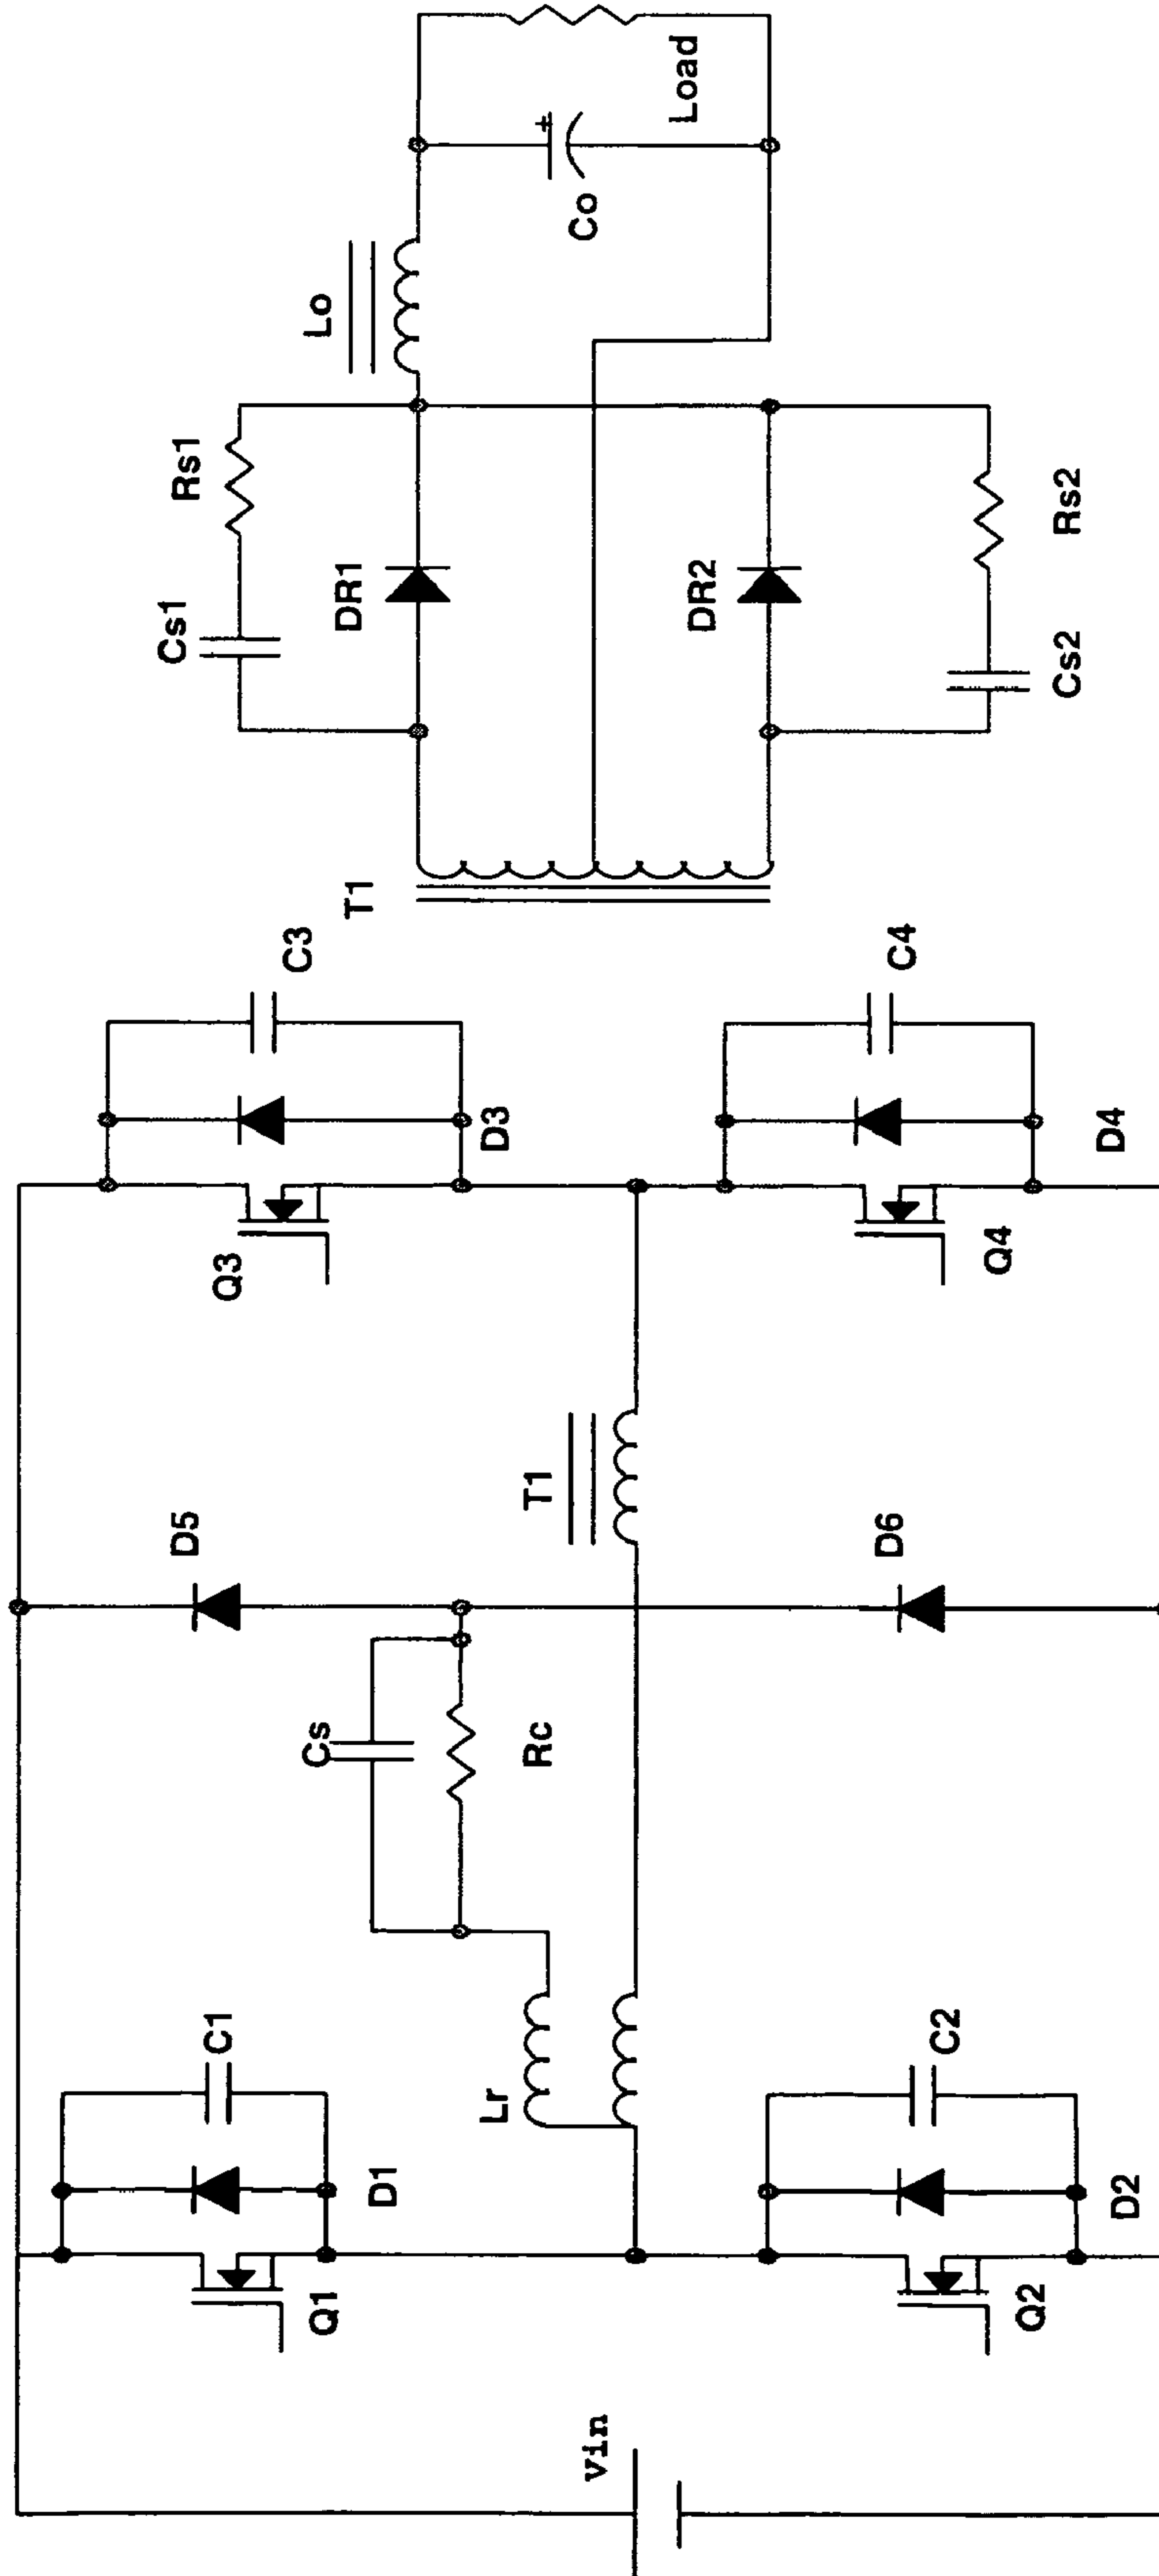 Vin
Q1
D1
C1
Q2
D2
C2
Lr
Cs
Rc
D5
D6
T1
Q3
D3
C3
Q4
D4
C4
T1
Cs1
Rs1
DR1
DR2
Cs2
Rs2
Lo
Co
+
Load